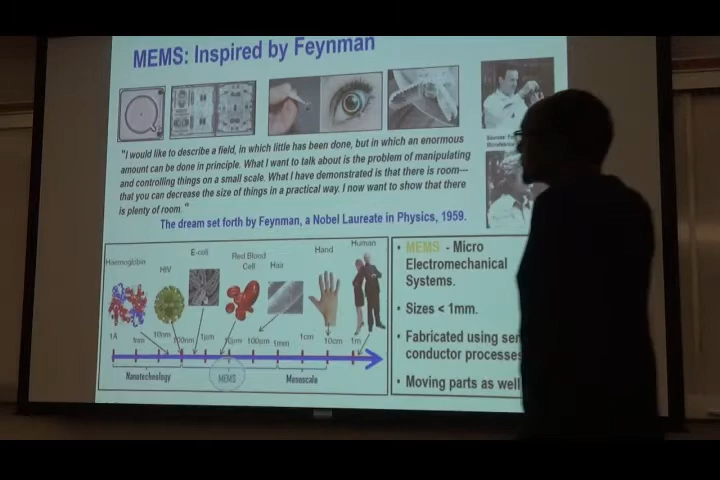 MEMS: Inspired by Feynman
"I would like to describe a field, in which little has been done, but in which an enormous
amount can be done in principle. What I want to talk about is the problem of manipulating
and controlling things on a small scale. What I have demonstrated is that there is room---
that you can decrease the size of things in a practical way. I now want to show that there
is plenty of room. "
The dream set forth by Feynman, a Nobel Laureate in Physics, 1959.
Haemoglobin
HIV
E-coli
Red Blood
Cell
Hair
Hand
Human
1A
1nm
10nm
100nm
1µm
10µm
100µm
1mm
1cm
10cm
1m
Nanotechnology
MEMS
Mesoscale
• MEMS - Micro
Electromechanical
Systems.
• Sizes < 1mm.
• Fabricated using
conductor processes
• Moving parts as well